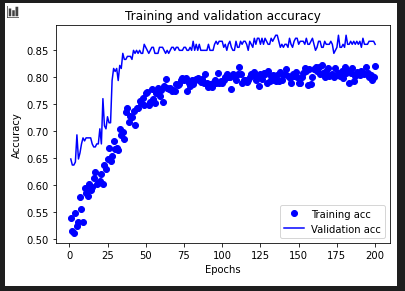 Training and validation accuracy
0.85
0.80
0.75
0.70
0.65
0.60
0.55
0.50
Accuracy
Training acc
Validation acc
0 25 50 75 100 125 150 175 200
Epochs